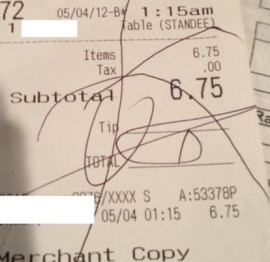 72 05/04/12-B* 1:15am
1 Table (STANDEE)
Items 6.75
Tax .00
Subtotal 6.75
Tip
TOTAL
/XXXX S A:53378P
05/04 01:15 6.75
Merchant Copy